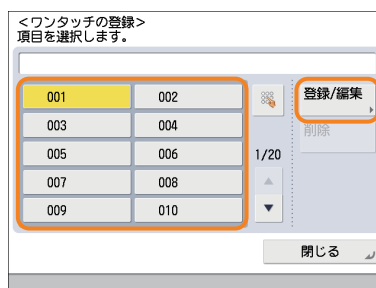 <ワンタッチの登録>
項目を選択します。
001 002 登録/編集
003 004 削除
005 006 1/20
007 008
009 010
閉じる